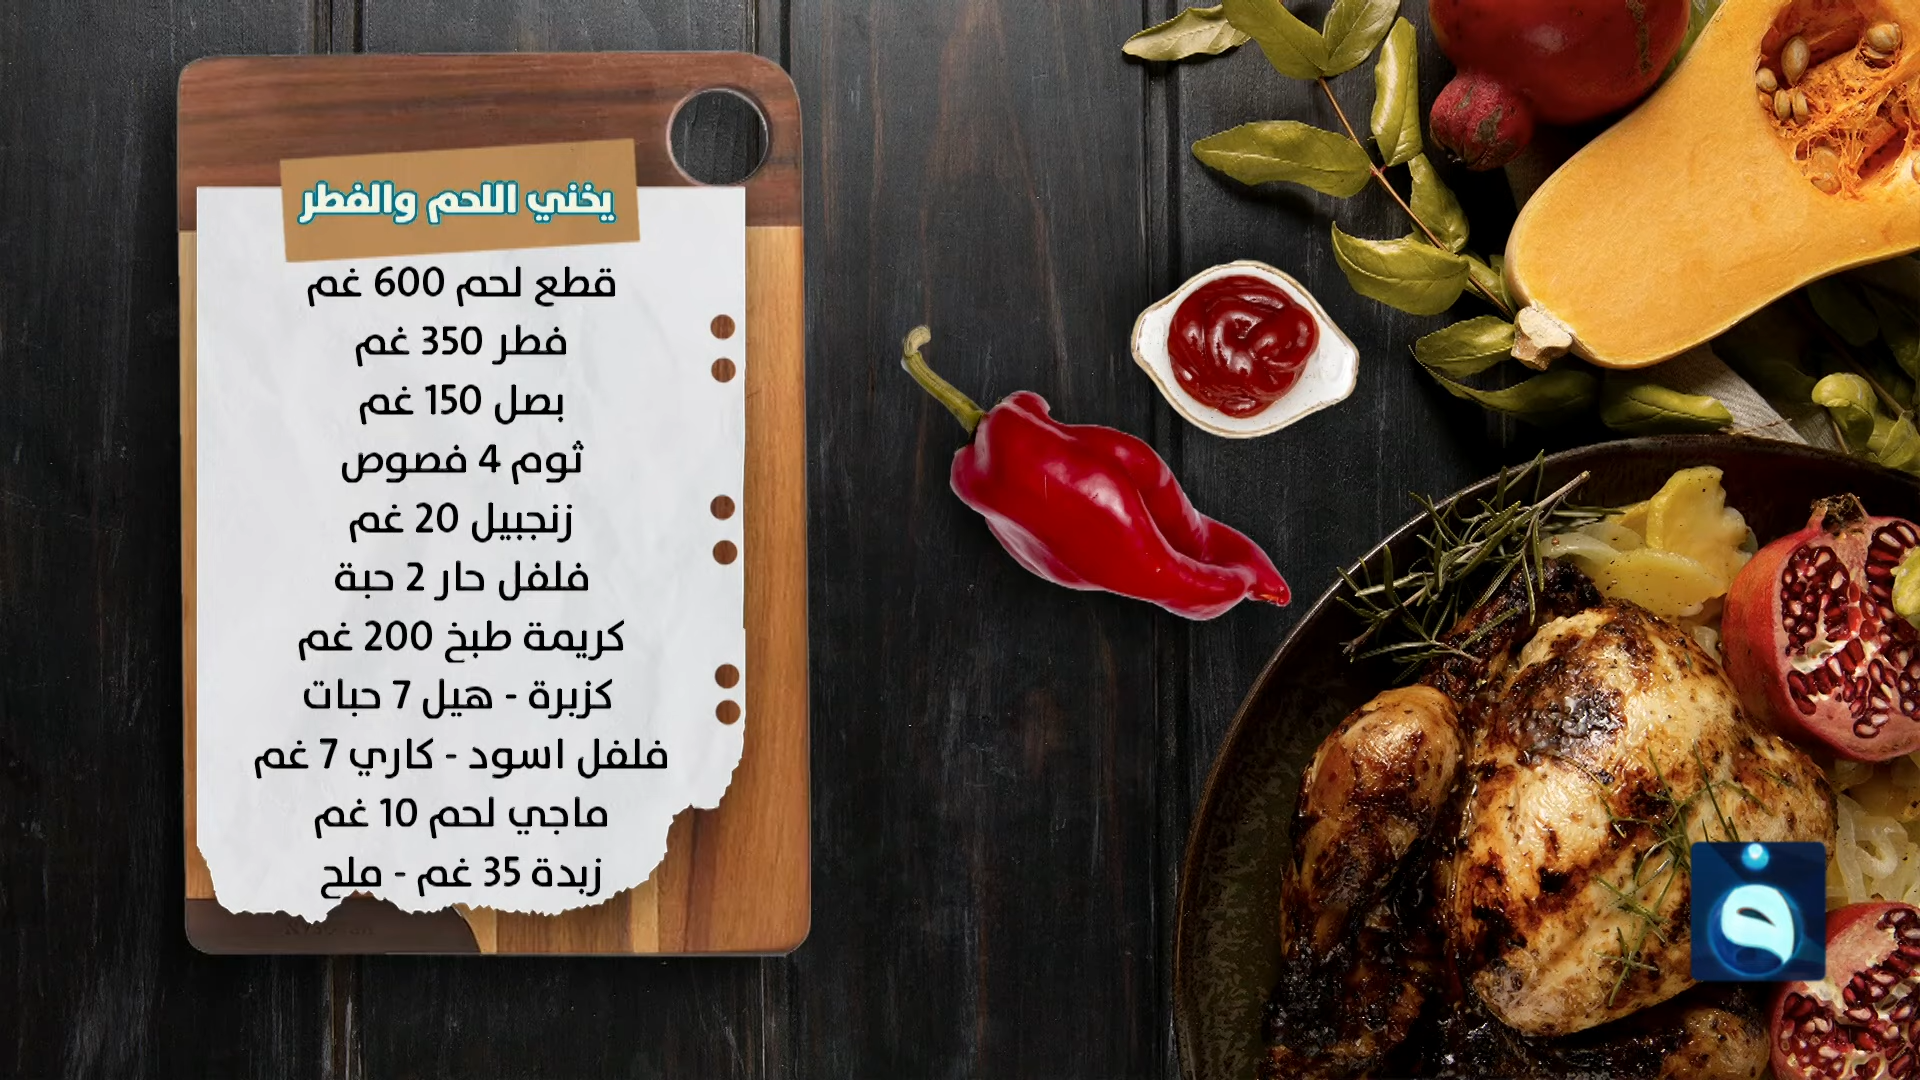 يخني اللحم والفطر
قطع لحم 600 غم
فطر 350 غم
بصل 150 غم
ثوم 4 فصوص
زنجبيل 20 غم
فلفل حار 2 حبة
كريمة طبخ 200 غم
كزبرة - هيل 7 حبات
فلفل اسود - كاري 7 غم
ماجي لحم 10 غم
زبدة 35 غم - ملح